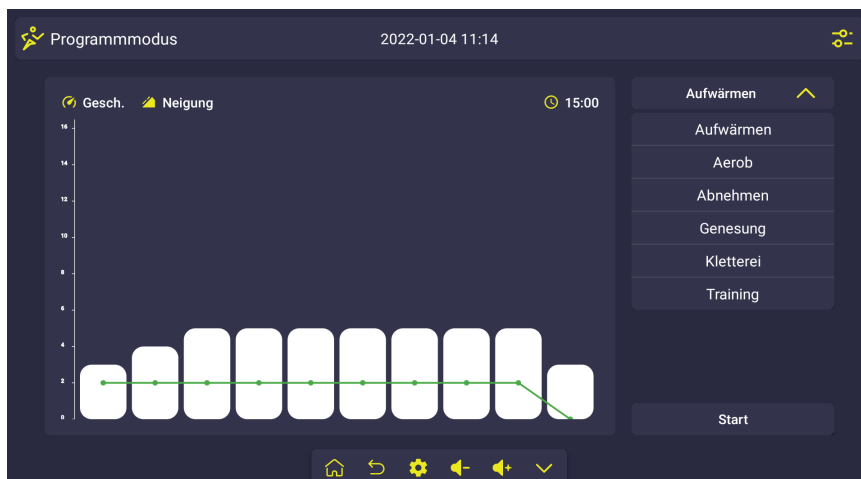 Programmmodus
2022-01-04 11:14
Gesch.
Neigung
15:00
16
14
12
10
8
6
4
2
0
Aufwärmen
Aufwärmen
Aerob
Abnehmen
Genesung
Kletterei
Training
Start